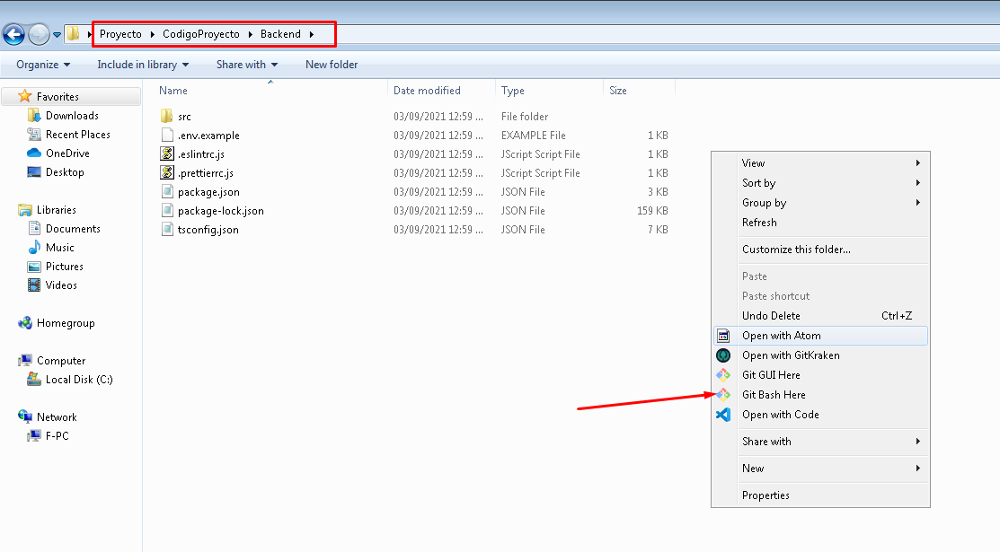 Proyecto CodigoProyecto Backend
Organize Include in library Share with New folder
Name Date modified Type Size
Favorites
Downloads
Recent Places
OneDrive
Desktop
Libraries
Documents
Music
Pictures
Videos
Homegroup
Computer
Local Disk (C:)
Network
F-PC
src 03/09/2021 12:59 ... File folder
.env.example 03/09/2021 12:59 ... EXAMPLE File 1 KB
.eslintrc.js 03/09/2021 12:59 ... JScript Script File 1 KB
.prettierrc.js 03/09/2021 12:59 ... JScript Script File 1 KB
package.json 03/09/2021 12:59 ... JSON File 3 KB
package-lock.json 03/09/2021 12:59 ... JSON File 159 KB
tsconfig.json 03/09/2021 12:59 ... JSON File 7 KB
View
Sort by
Group by
Refresh
Customize this folder...
Paste
Paste shortcut
Undo Delete Ctrl+Z
Open with Atom
Open with GitKraken
Git GUI Here
Git Bash Here
Open with Code
Share with
New
Properties